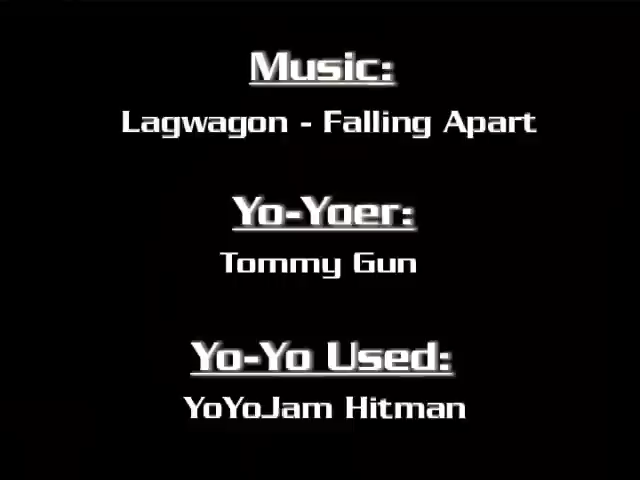 Music:
Lagwagon - Falling Apart
Yo-Yoer:
Tommy Gun
Yo-Yo Used:
YoYoJam Hitman